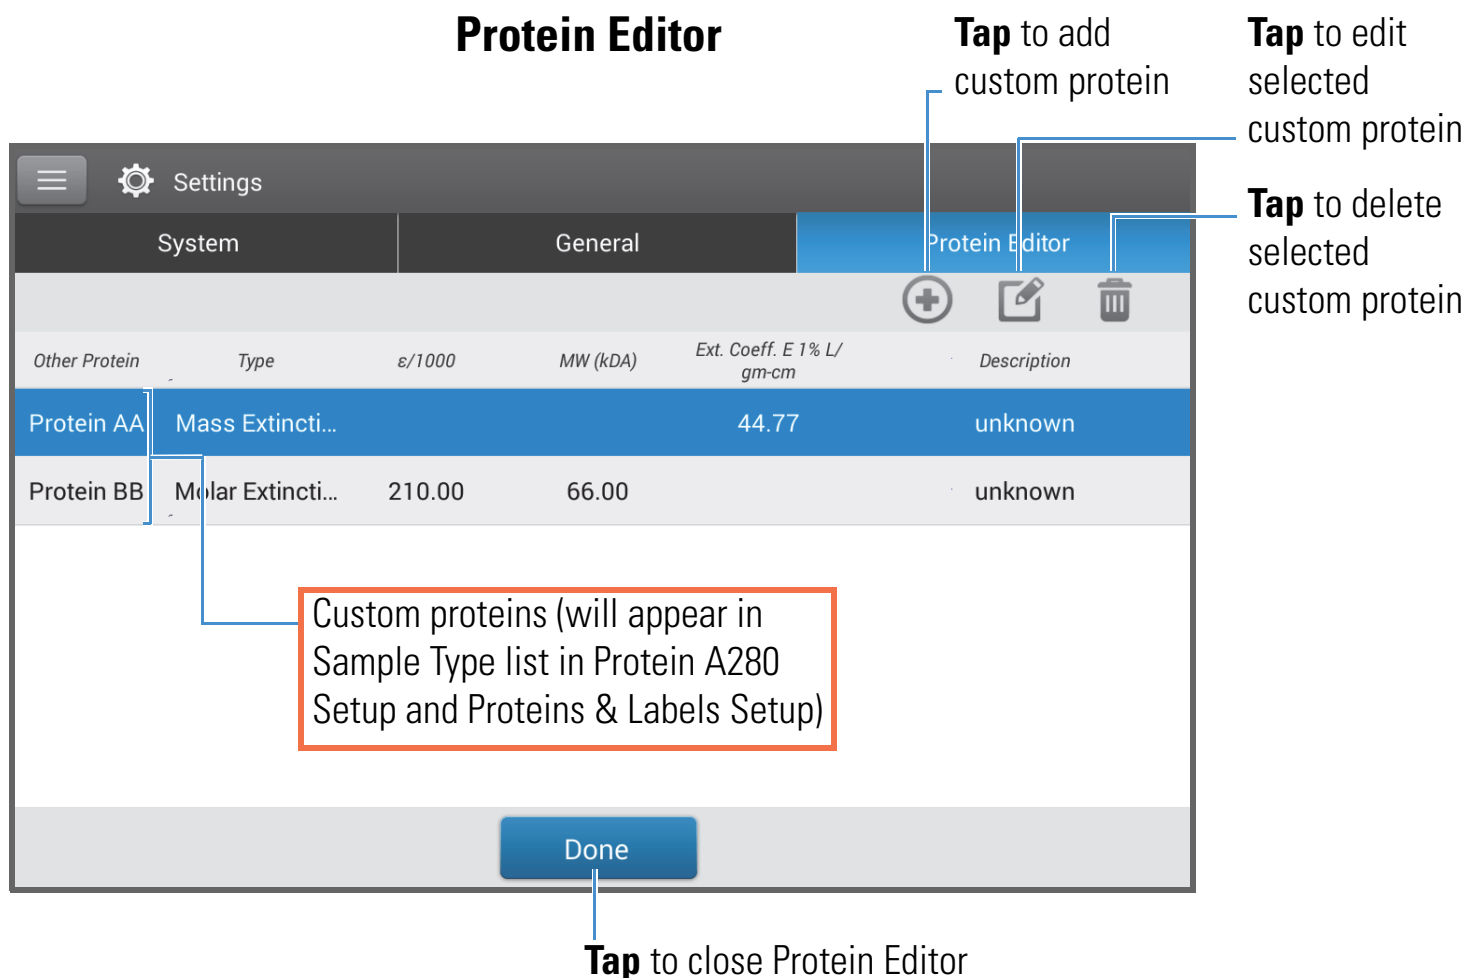 Protein Editor
Tap to add
custom protein
Tap to edit
selected
custom protein
Tap to delete
selected
custom protein
Settings
System General Protein Editor
Other Protein Type ε/1000 MW (kDA) Ext. Coeff. E 1% L/
gm-cm Description
Protein AA Mass Extincti... 44.77 unknown
Protein BB Molar Extincti... 210.00 66.00 unknown
Custom proteins (will appear in
Sample Type list in Protein A280
Setup and Proteins & Labels Setup)
Done
Tap to close Protein Editor